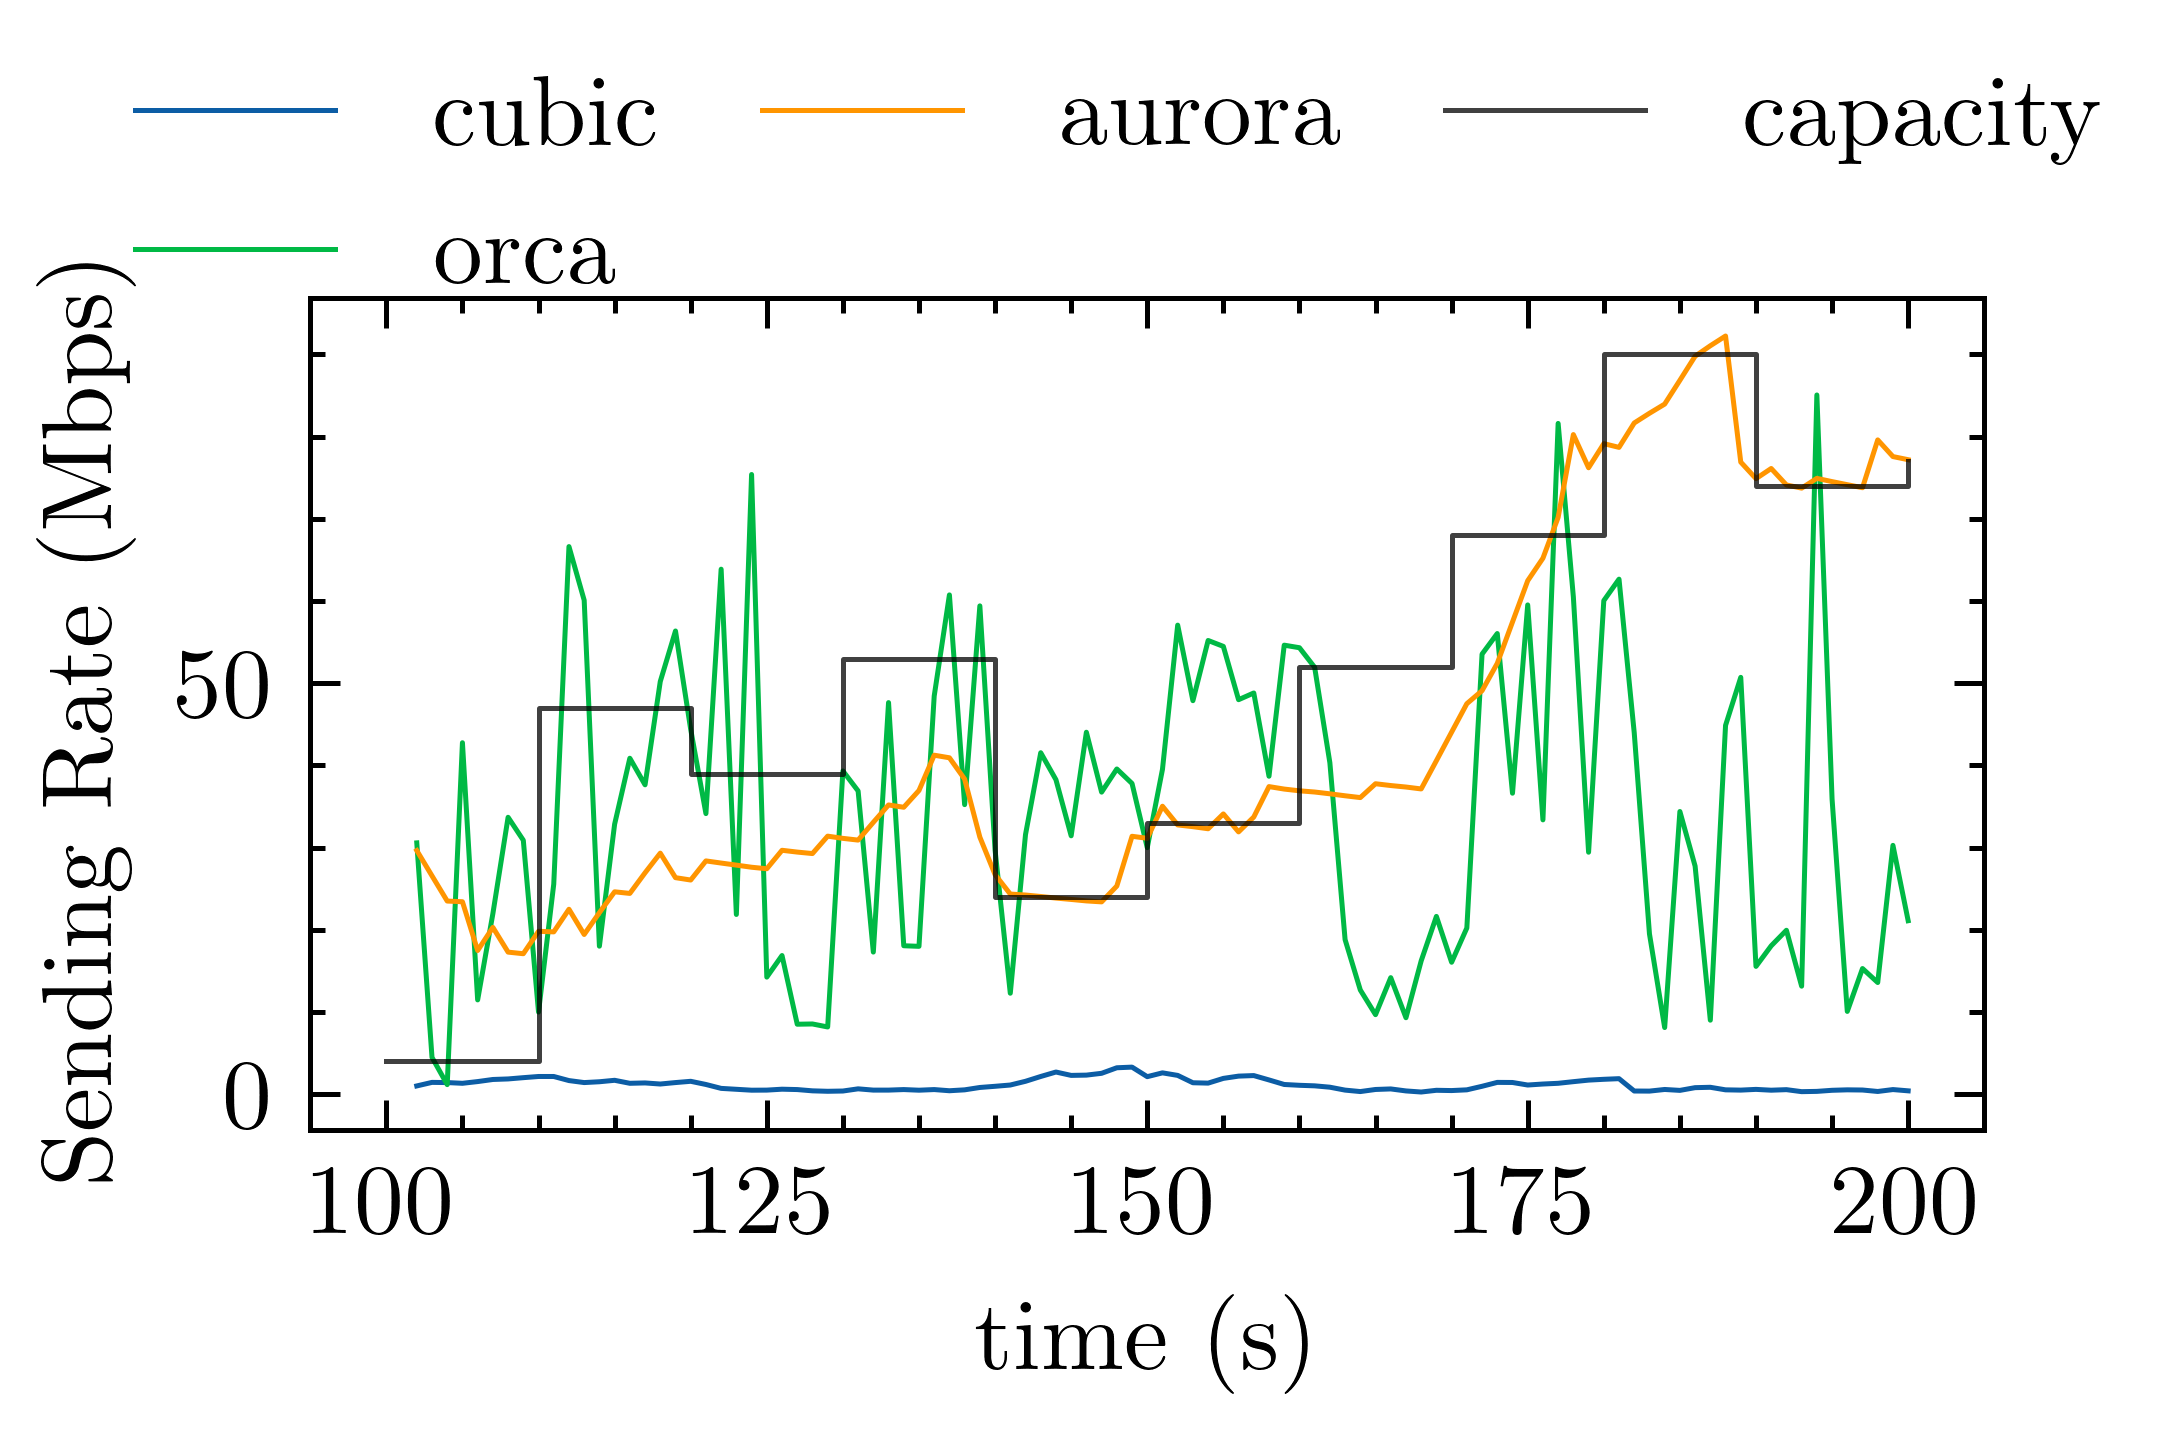 cubic
aurora
capacity
orca
Sending Rate (Mbps)
50
0
100 125 150 175 200
time (s)